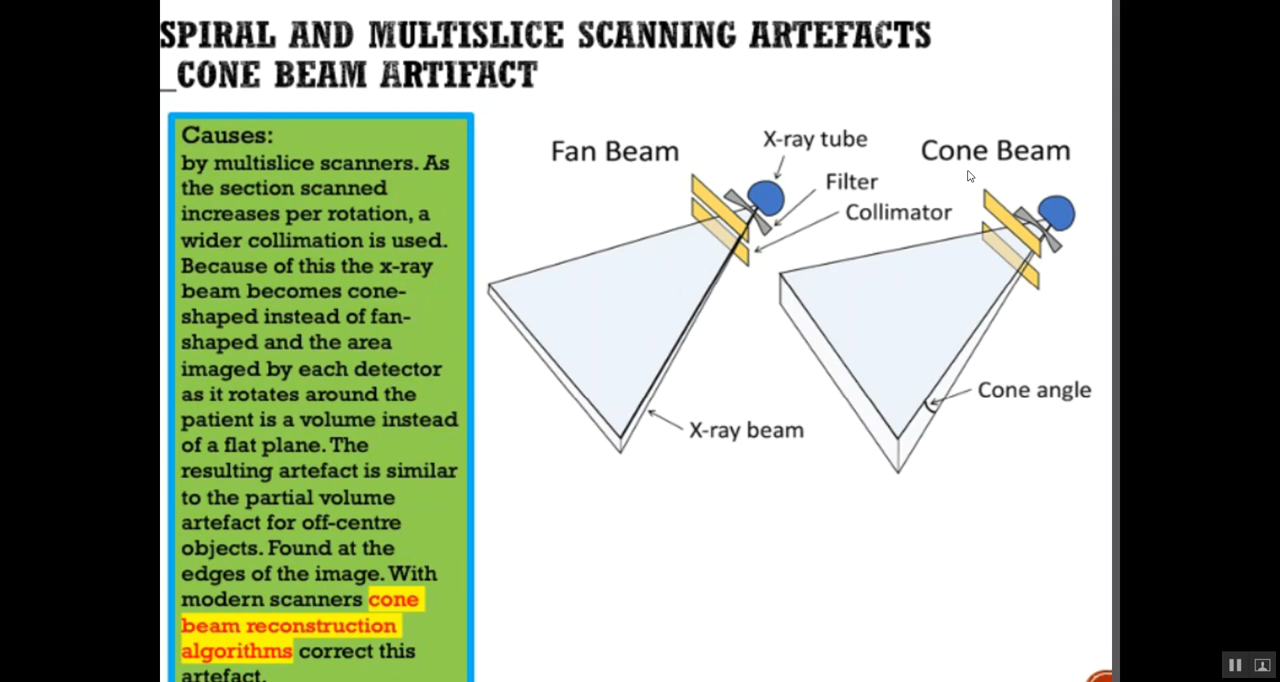 SPIRAL AND MULTISLICE SCANNING ARTEFACTS
_CONE BEAM ARTIFACT
Causes:
by multislice scanners. As
the section scanned
increases per rotation, a
wider collimation is used.
Because of this the x-ray
beam becomes cone-
shaped instead of fan-
shaped and the area
imaged by each detector
as it rotates around the
patient is a volume instead
of a flat plane. The
resulting artefact is similar
to the partial volume
artefact for off-centre
objects. Found at the
edges of the image. With
modern scanners cone
beam reconstruction
algorithms correct this
artefact.
Fan Beam
X-ray tube
Filter
Collimator
X-ray beam
Cone Beam
Cone angle